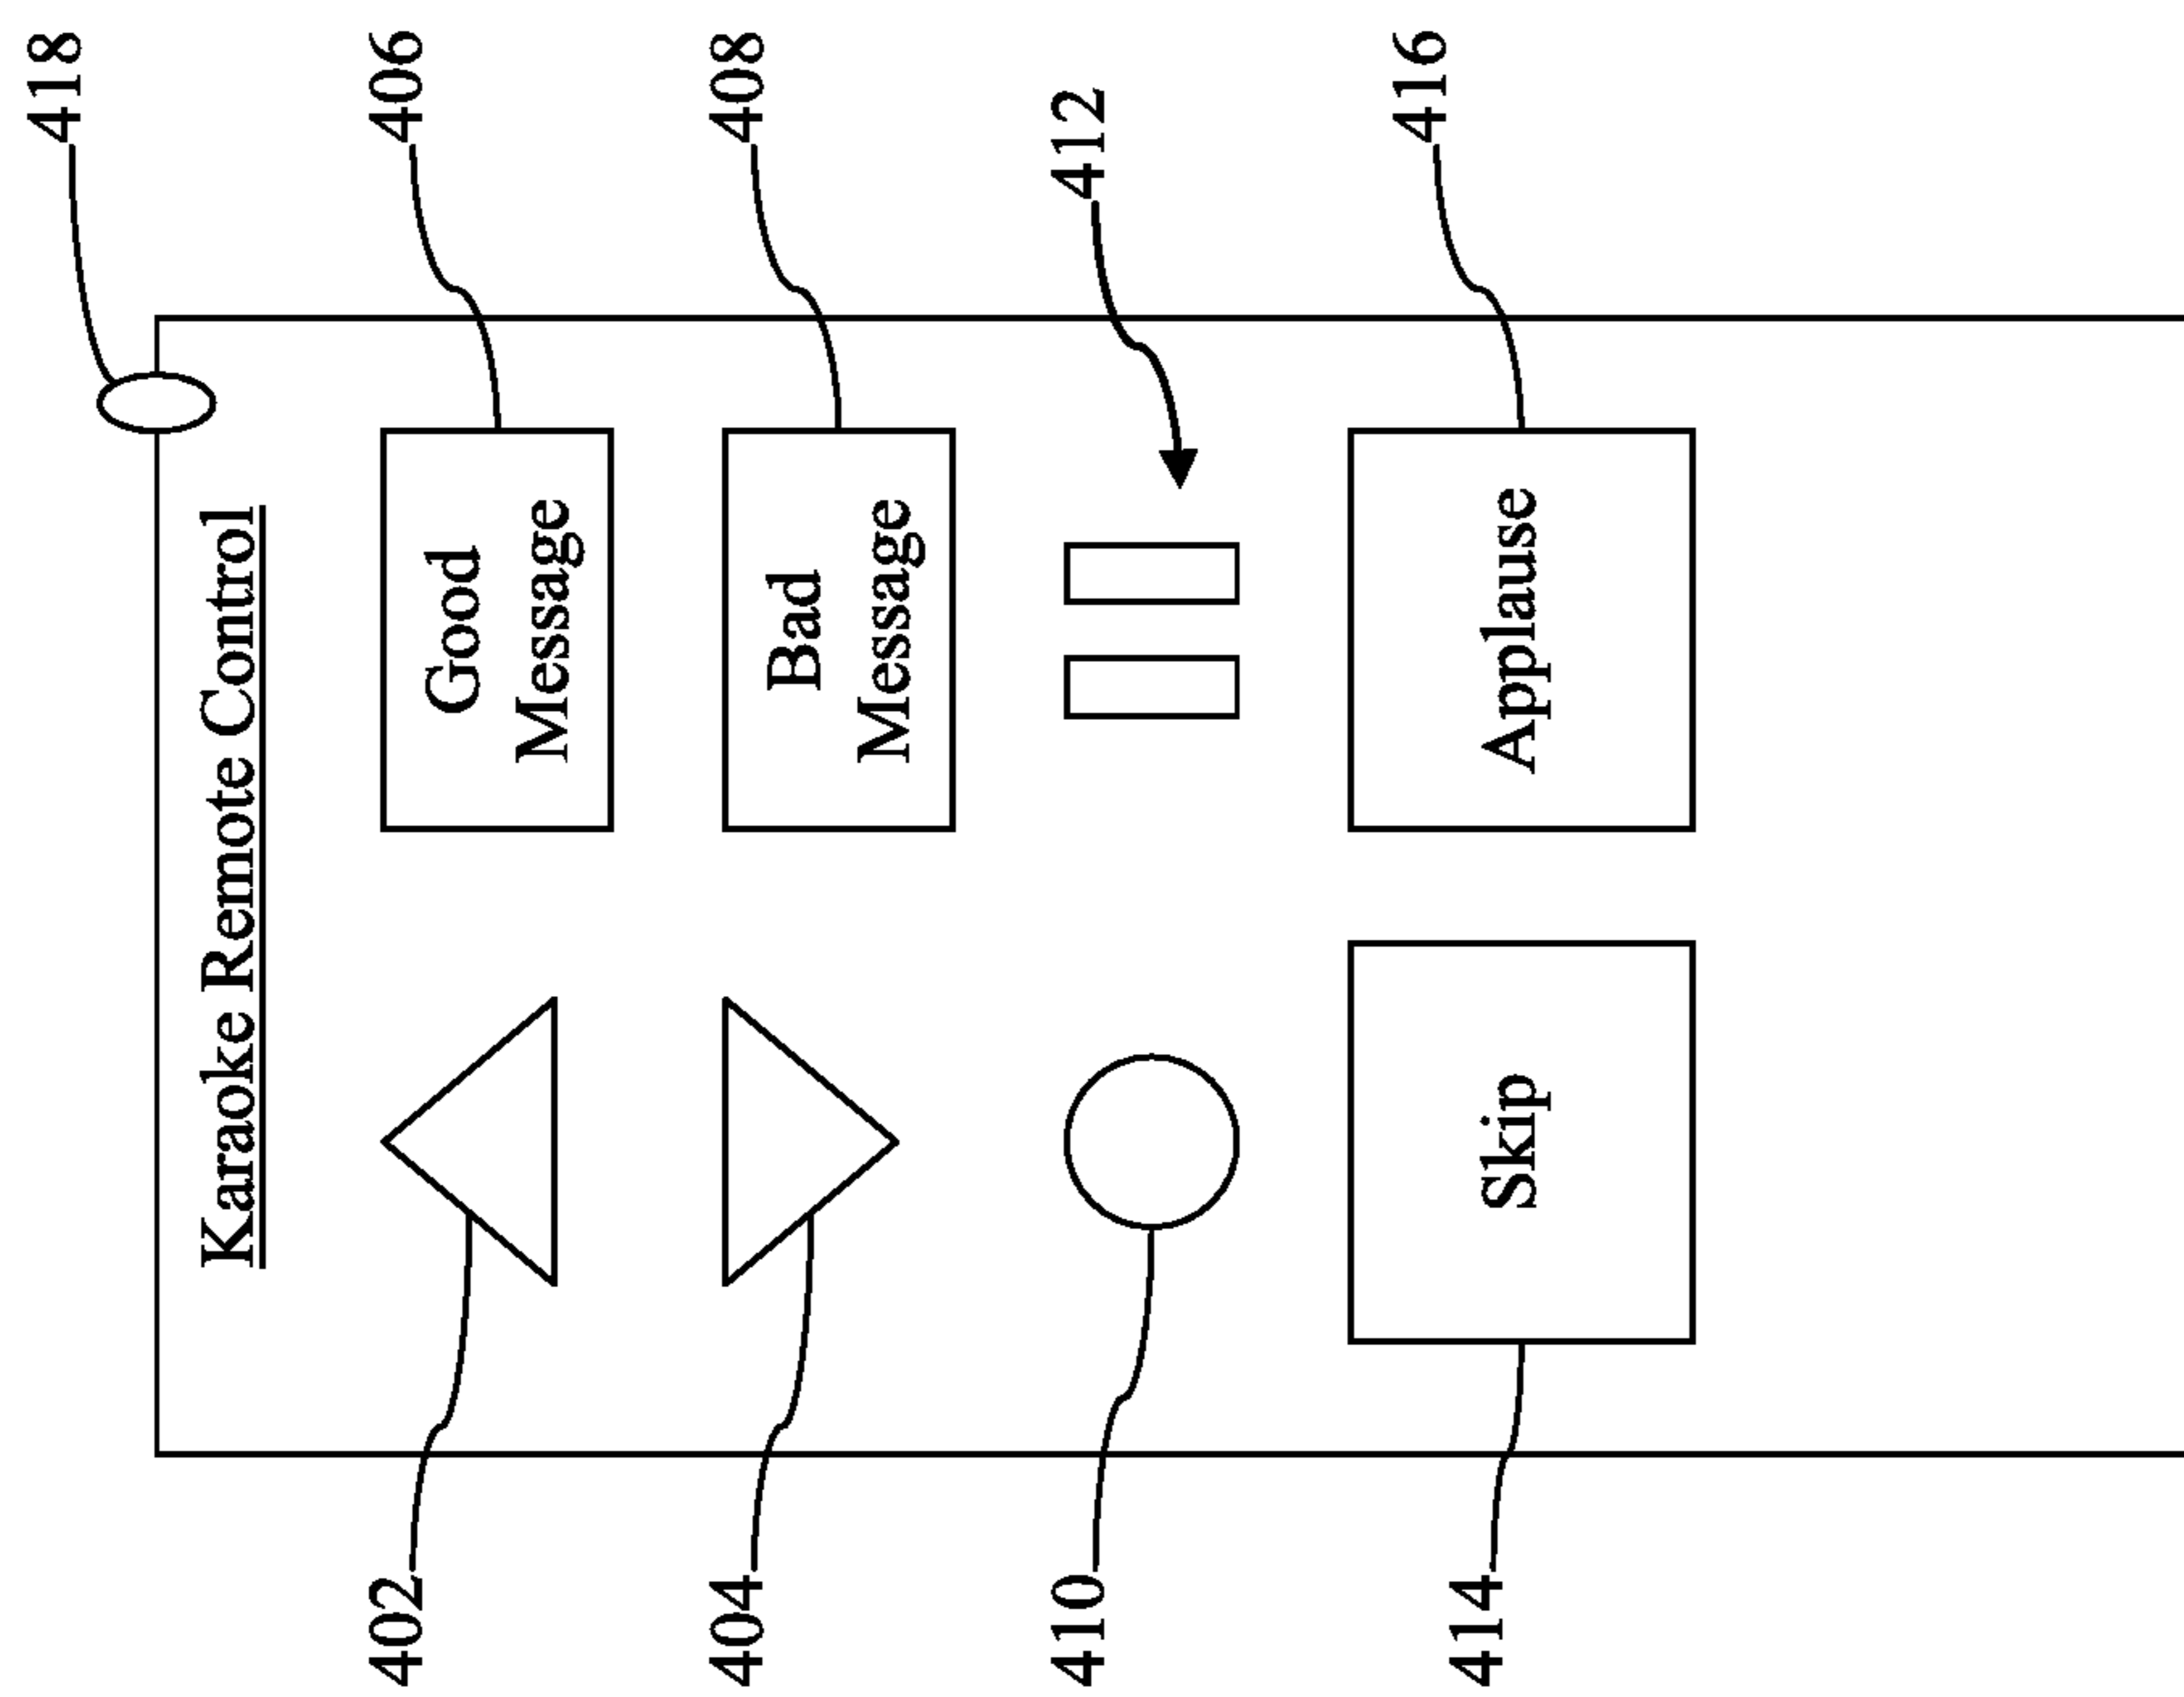 418
Karaoke Remote Control
402
Good
Message
406
404
Bad
Message
408
410
412
414
Skip
Applause
416